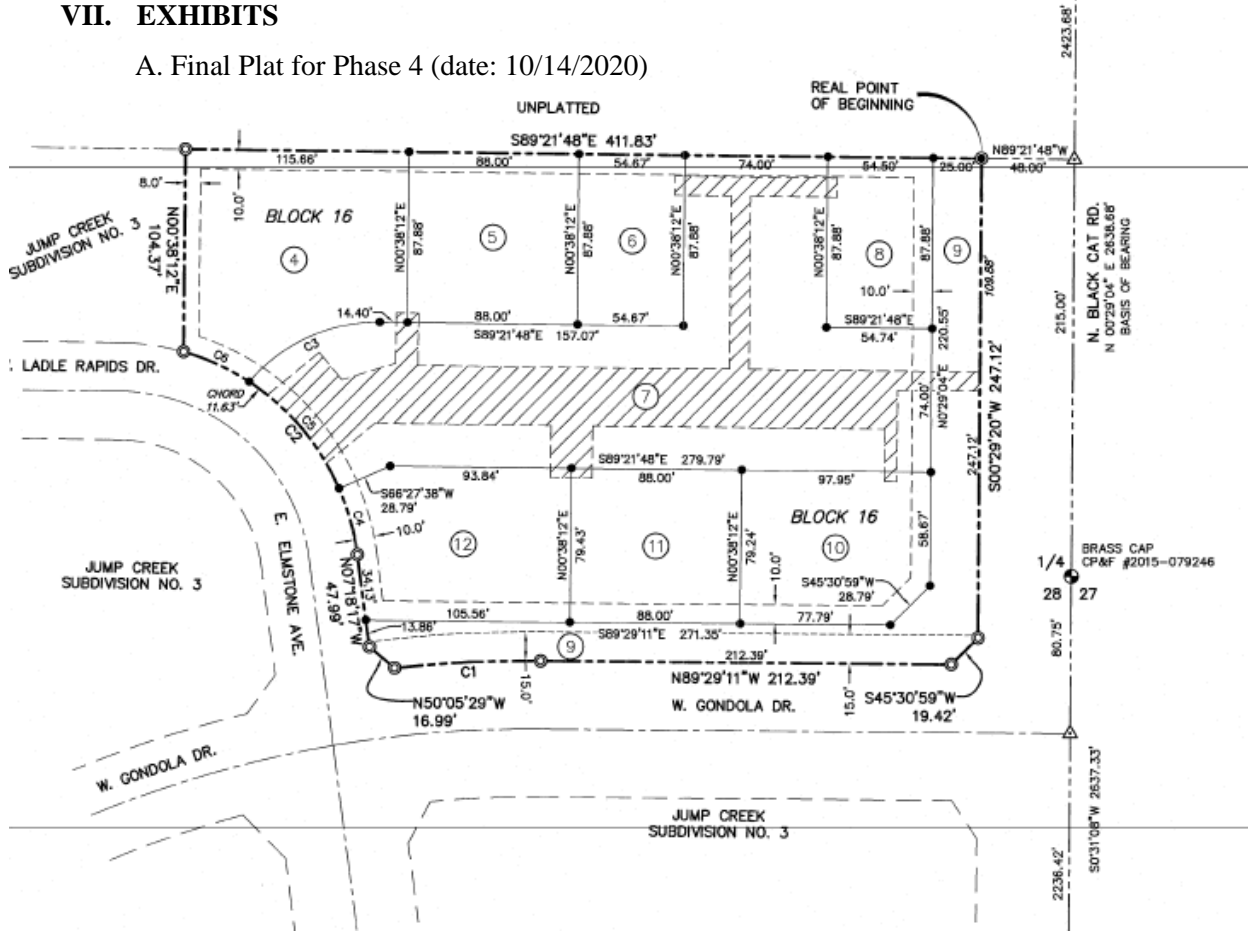 VII. EXHIBITS
A. Final Plat for Phase 4 (date: 10/14/2020)
2423.68'
REAL POINT
OF BEGINNING
UNPLATTED
S89°21'48"E 411.83'
N89°21'48"W
115.66'
88.00'
54.67'
74.00'
54.50'
25.00'
48.00'
8.0'
10.0'
BLOCK 16
JUMP CREEK
SUBDIVISION NO. 3
N00°38'12"E
104.37'
4
N00°38'12"E
87.88'
5
N00°38'12"E
87.88'
6
N00°38'12"E
87.88'
N00°38'12"E
87.88'
8
87.88'
9
109.88'
10.0'
215.00'
N. BLACK CAT RD.
N 00°29'04" E 2638.68'
BASIS OF BEARING
14.40'
88.00'
54.67'
S89°21'48"E 157.07'
S89°21'48"E
54.74'
220.55'
N0°29'04"E
74.00'
S00°29'20"W 247.12'
247.12'
C3
C6
LADLE RAPIDS DR.
CHORD
11.63'
C5
C2
7
S89°21'48"E 279.79'
93.84'
88.00'
97.95'
S66°27'38"W
28.79'
C4
10.0'
12
N00°38'12"E
79.43'
11
N00°38'12"E
79.24'
BLOCK 16
10
58.67'
10.0'
S45°30'59"W
28.79'
JUMP CREEK
SUBDIVISION NO. 3
E. ELMSTONE AVE.
N07°18'17"W
47.99'
34.13'
13.86'
105.56'
88.00'
77.79'
S89°29'11"E 271.35'
9
212.39'
C1
15.0'
N89°29'11"W 212.39'
15.0'
N50°05'29"W
16.99'
W. GONDOLA DR.
S45°30'59"W
19.42'
1/4
BRASS CAP
CP&F #2015-079246
28
27
80.75'
W. GONDOLA DR.
JUMP CREEK
SUBDIVISION NO. 3
S0°31'08"W 2637.33'
2236.42'